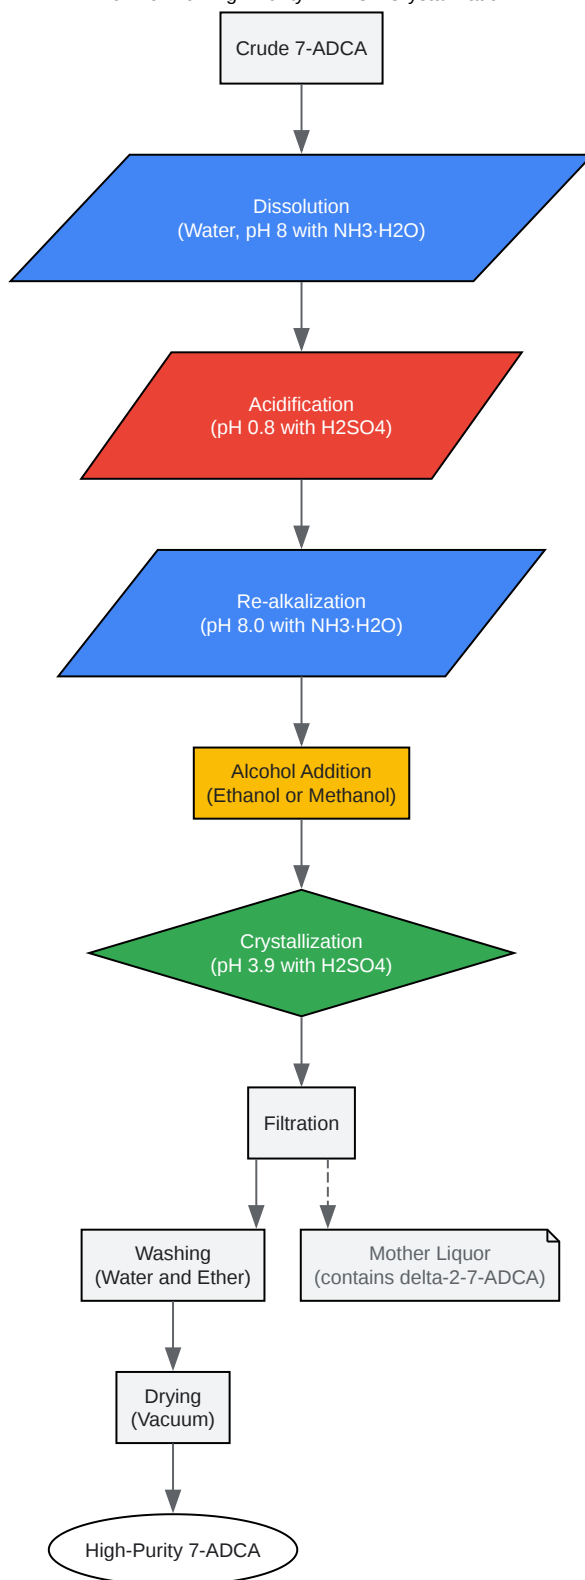 Crude 7-ADCA
Dissolution
(Water, pH 8 with NH3·H2O)
Acidification
(pH 0.8 with H2SO4)
Re-alkalization
(pH 8.0 with NH3·H2O)
Alcohol Addition
(Ethanol or Methanol)
Crystallization
(pH 3.9 with H2SO4)
Filtration
Washing
(Water and Ether)
Mother Liquor
(contains delta-2-7-ADCA)
Drying
(Vacuum)
High-Purity 7-ADCA